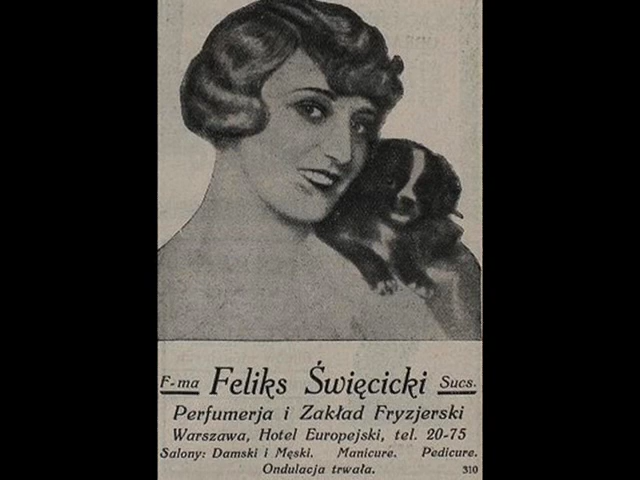 F-ma Feliks Święcicki Sucs.
Perfumerja i Zakład Fryzjerski
Warszawa, Hotel Europejski, tel. 20-75
Salony: Damski i Męski. Manicure. Pedicure.
Ondulacja trwała. 310